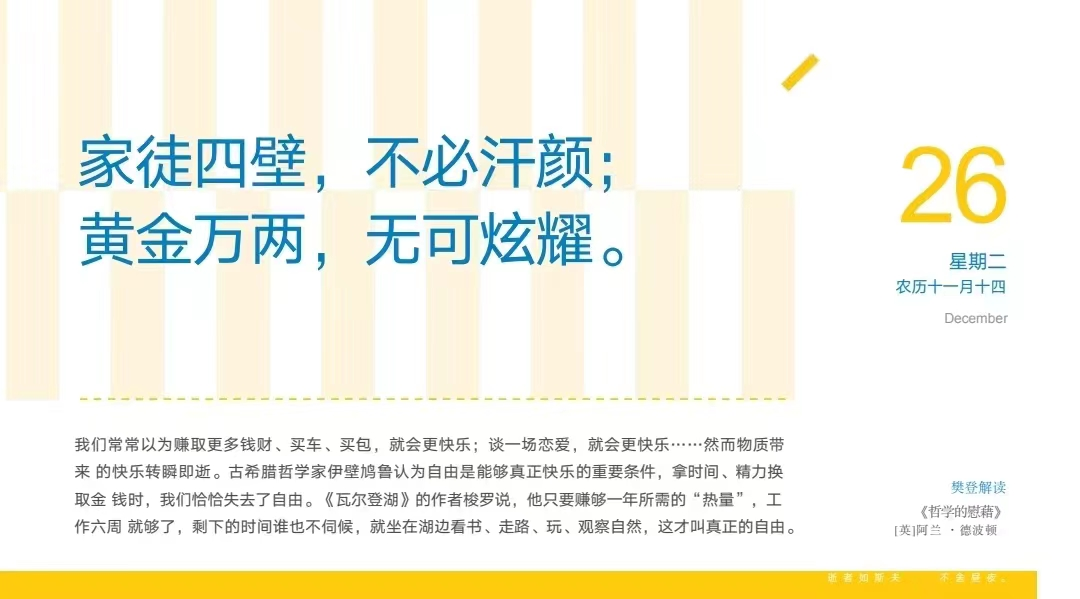 家徒四壁，不必汗颜；
黄金万两，无可炫耀。
26
星期二
农历十一月十四
December
我们常常以为赚取更多钱财、买车、买包，就会更快乐；谈一场恋爱，就会更快乐……然而物质带
来 的快乐转瞬即逝。古希腊哲学家伊壁鸠鲁认为自由是能够真正快乐的重要条件，拿时间、精力换
取金 钱时，我们恰恰失去了自由。《瓦尔登湖》的作者梭罗说，他只要赚够一年所需的“热量”，工
作六周 就够了，剩下的时间谁也不伺候，就坐在湖边看书、走路、玩、观察自然，这才叫真正的自由。
樊登解读
《哲学的慰藉》
[英]阿兰 · 德波顿
逝者如斯夫 不舍昼夜。